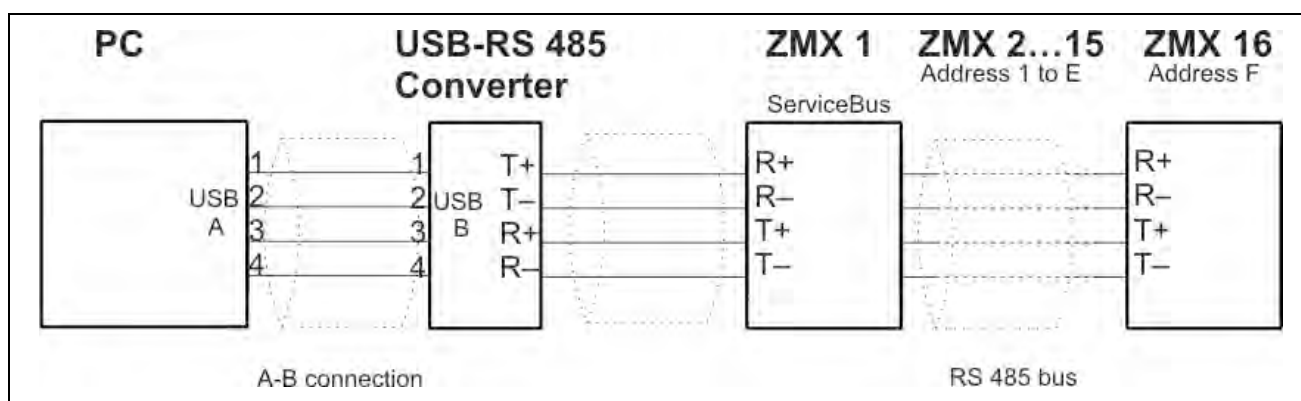 PC
USB-RS 485
Converter
ZMX 1
ZMX 2...15
Address 1 to E
ZMX 16
Address F
ServiceBus
USB
A
1
2
3
4
1
2
3
4
USB
B
T+
T–
R+
R–
R+
R–
T+
T–
R+
R–
T+
T–
A-B connection
RS 485 bus